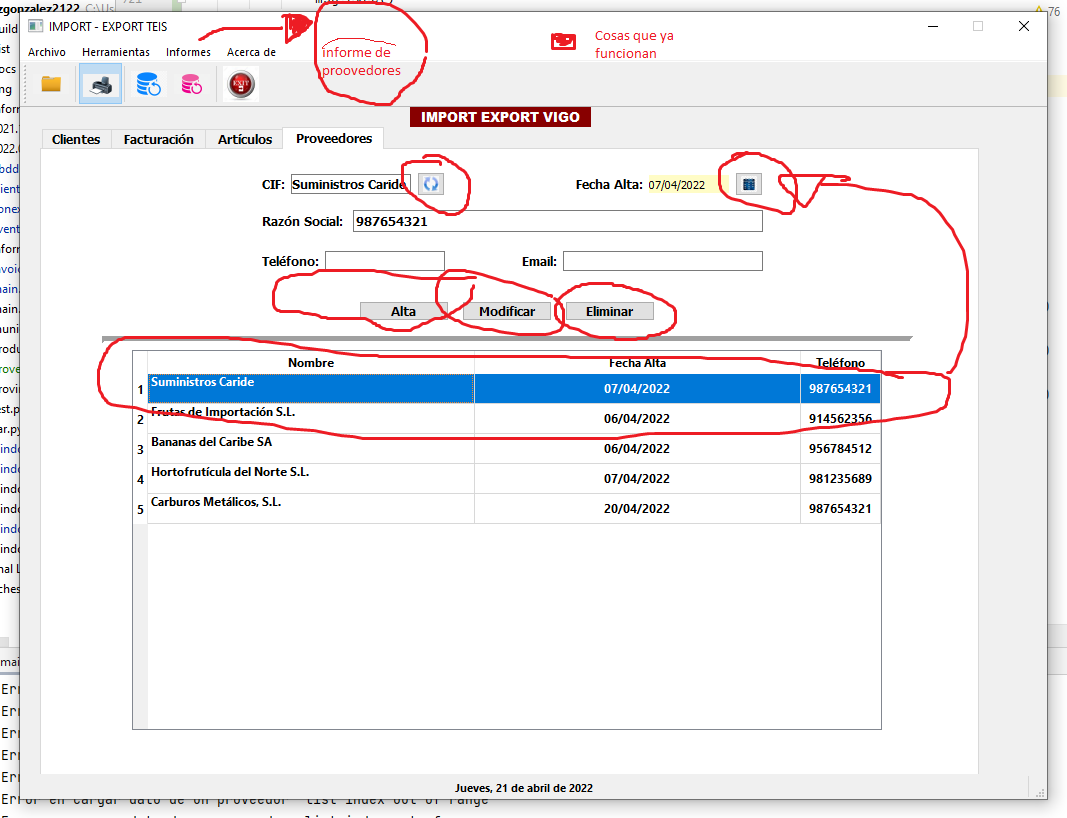 zgonzalez2122 C:\Us
76
IMPORT - EXPORT TEIS
Archivo Herramientas Informes Acerca de
informe de
proovedores
Cosas que ya
funcionan
EXIT
IMPORT EXPORT VIGO
Clientes Facturación Artículos Proveedores
CIF: Suministros Caride Fecha Alta: 07/04/2022
Razón Social: 987654321
Teléfono: Email:
Alta Modificar Eliminar
Nombre Fecha Alta Teléfono
1 Suministros Caride 07/04/2022 987654321
2 Frutas de Importación S.L. 06/04/2022 914562356
3 Bananas del Caribe SA 06/04/2022 956784512
4 Hortofrutícula del Norte S.L. 07/04/2022 981235689
5 Carburos Metálicos, S.L. 20/04/2022 987654321
Jueves, 21 de abril de 2022
Error en cargar dato de un proveedor list index out of range